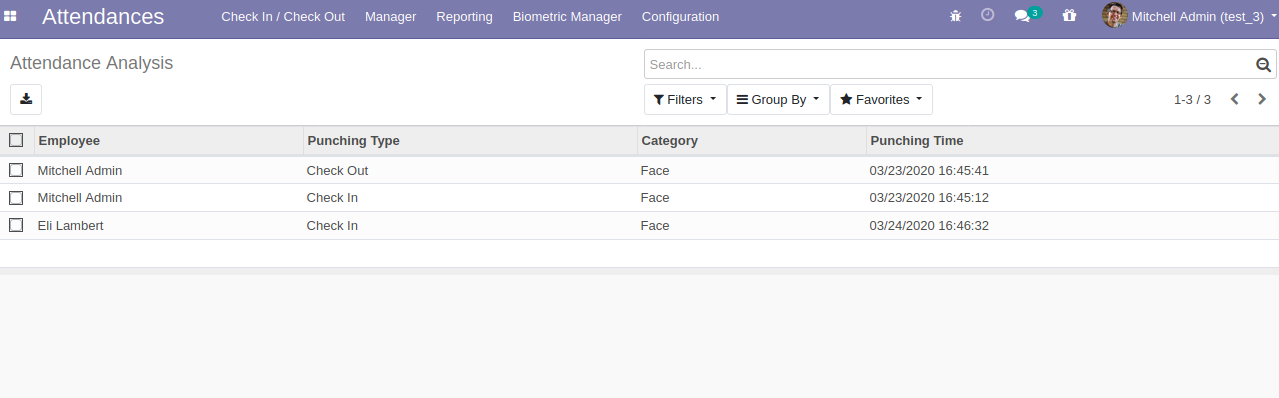 Attendances Check In / Check Out Manager Reporting Biometric Manager Configuration 3 Mitchell Admin (test_3)
Attendance Analysis Search...
Filters Group By Favorites 1-3 / 3
Employee Punching Type Category Punching Time
Mitchell Admin Check Out Face 03/23/2020 16:45:41
Mitchell Admin Check In Face 03/23/2020 16:45:12
Eli Lambert Check In Face 03/24/2020 16:46:32